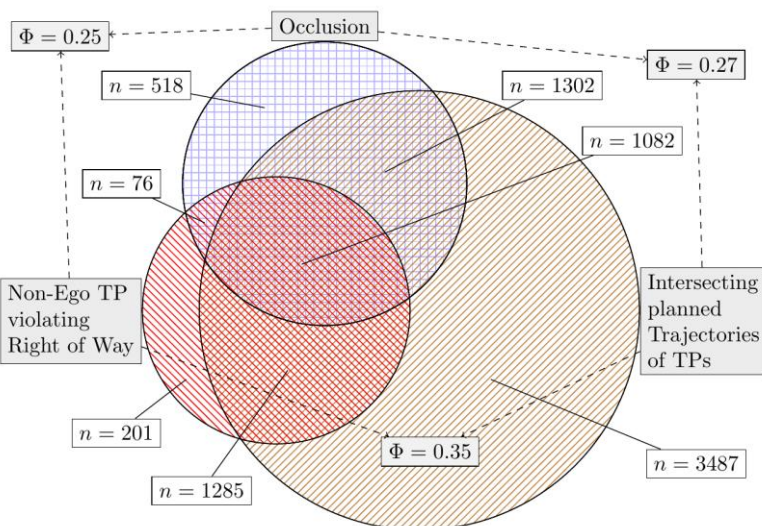 Occlusion
Φ = 0.25
Φ = 0.27
n = 518
n = 1302
n = 1082
n = 76
Non-Ego TP
violating
Right of Way
Intersecting
planned
Trajectories
of TPs
n = 201
Φ = 0.35
n = 3487
n = 1285